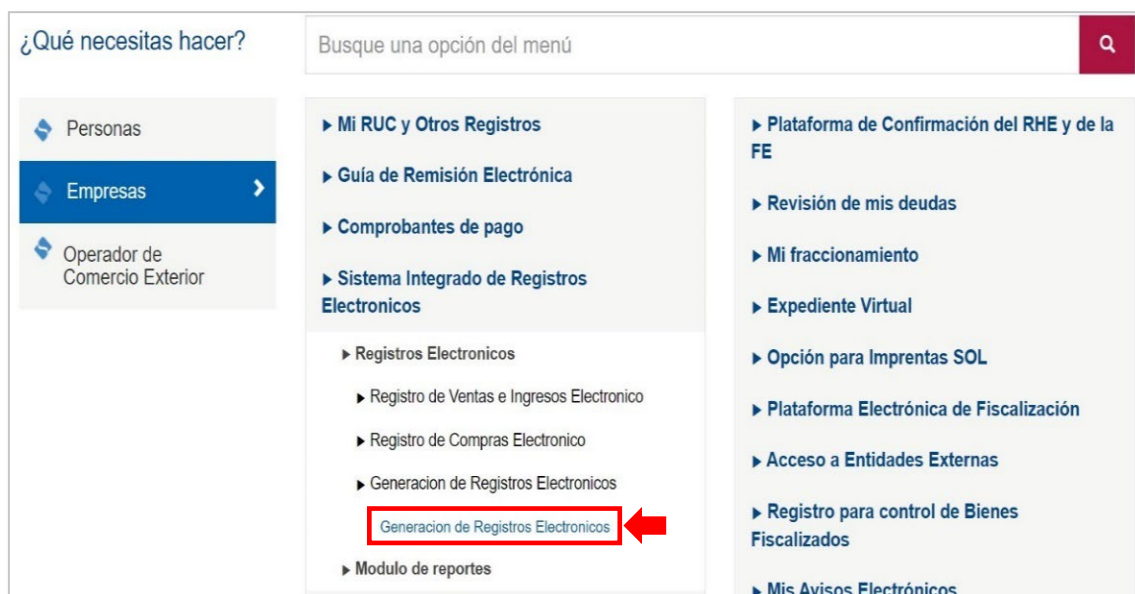 ¿Qué necesitas hacer?
Busque una opción del menú
Personas
Empresas
Operador de
Comercio Exterior
Mi RUC y Otros Registros
Guía de Remisión Electrónica
Comprobantes de pago
Sistema Integrado de Registros
Electronicos
Registros Electronicos
Registro de Ventas e Ingresos Electronico
Registro de Compras Electronico
Generacion de Registros Electronicos
Generacion de Registros Electronicos
Modulo de reportes
Plataforma de Confirmación del RHE y de la
FE
Revisión de mis deudas
Mi fraccionamiento
Expediente Virtual
Opción para Imprentas SOL
Plataforma Electrónica de Fiscalización
Acceso a Entidades Externas
Registro para control de Bienes
Fiscalizados
Mis Avisos Electrónicos